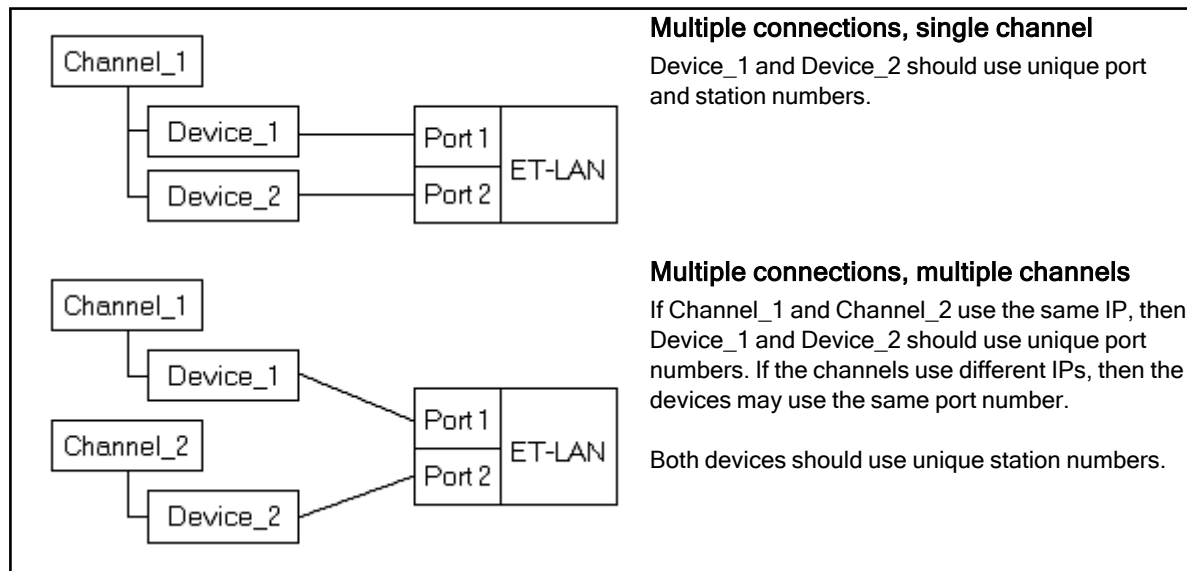 Channel_1
Device_1
Device_2
Port 1
Port 2
ET-LAN
Multiple connections, single channel
Device_1 and Device_2 should use unique port
and station numbers.
Channel_1
Device_1
Channel_2
Device_2
Port 1
Port 2
ET-LAN
Multiple connections, multiple channels
If Channel_1 and Channel_2 use the same IP, then
Device_1 and Device_2 should use unique port
numbers. If the channels use different IPs, then the
devices may use the same port number.
Both devices should use unique station numbers.